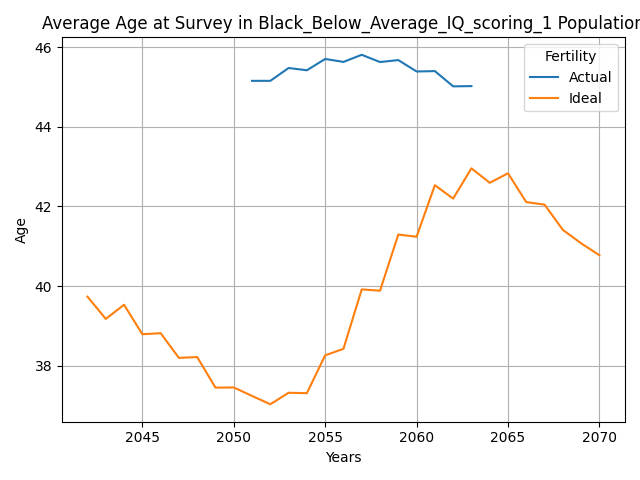 Average Age at Survey in Black_Below_Average_IQ_scoring_1 Population
46
44
42
40
38
Age
2045 2050 2055 2060 2065 2070
Years
Fertility
Actual
Ideal